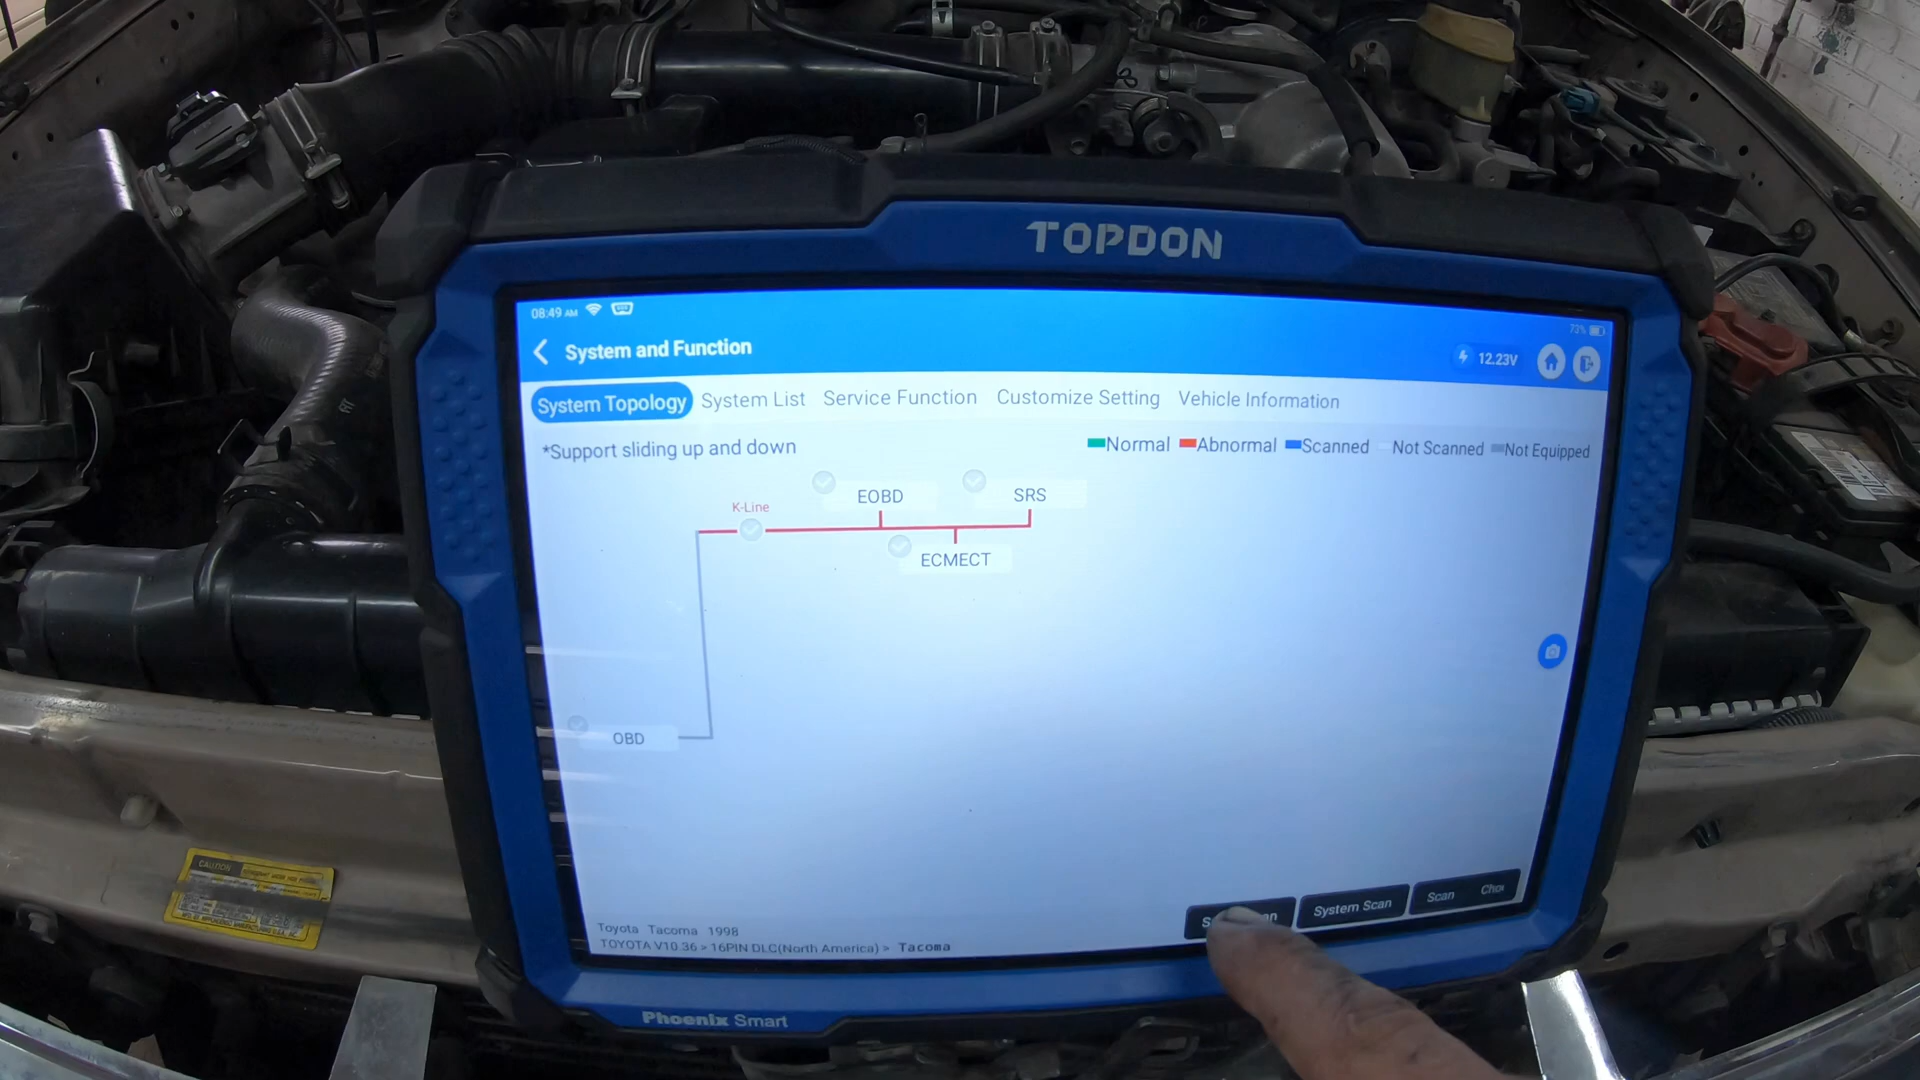 TOPDON
08:49 AM
73%
System and Function
12.23V
System Topology System List Service Function Customize Setting Vehicle Information
*Support sliding up and down
Normal Abnormal Scanned Not Scanned Not Equipped
K-Line
EOBD
SRS
ECMECT
OBD
System Scan
Scan
Toyota Tacoma 1998
TOYOTA V10.36 > 16PIN DLC(North America) > Tacoma
Phoenix Smart
CAUTION